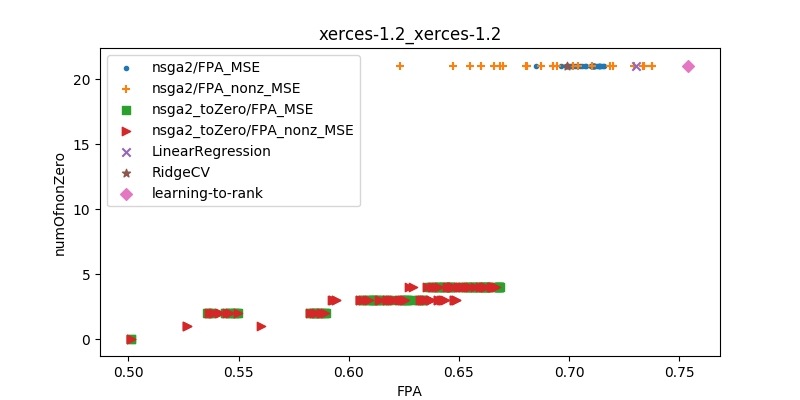 xerces-1.2_xerces-1.2
nsga2/FPA_MSE
nsga2/FPA_nonz_MSE
nsga2_toZero/FPA_MSE
nsga2_toZero/FPA_nonz_MSE
LinearRegression
RidgeCV
learning-to-rank
numOfnonZero
20
15
10
5
0
0.50 0.55 0.60 0.65 0.70 0.75
FPA